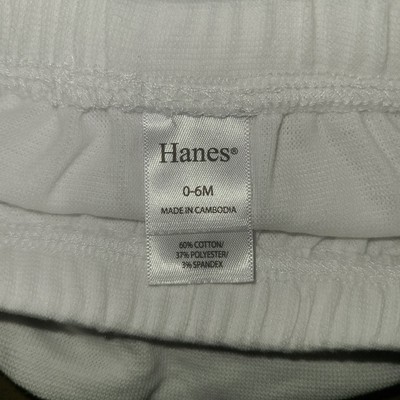 Hanes®
0-6M
MADE IN CAMBODIA
60% COTTON/
37% POLYESTER/
3% SPANDEX